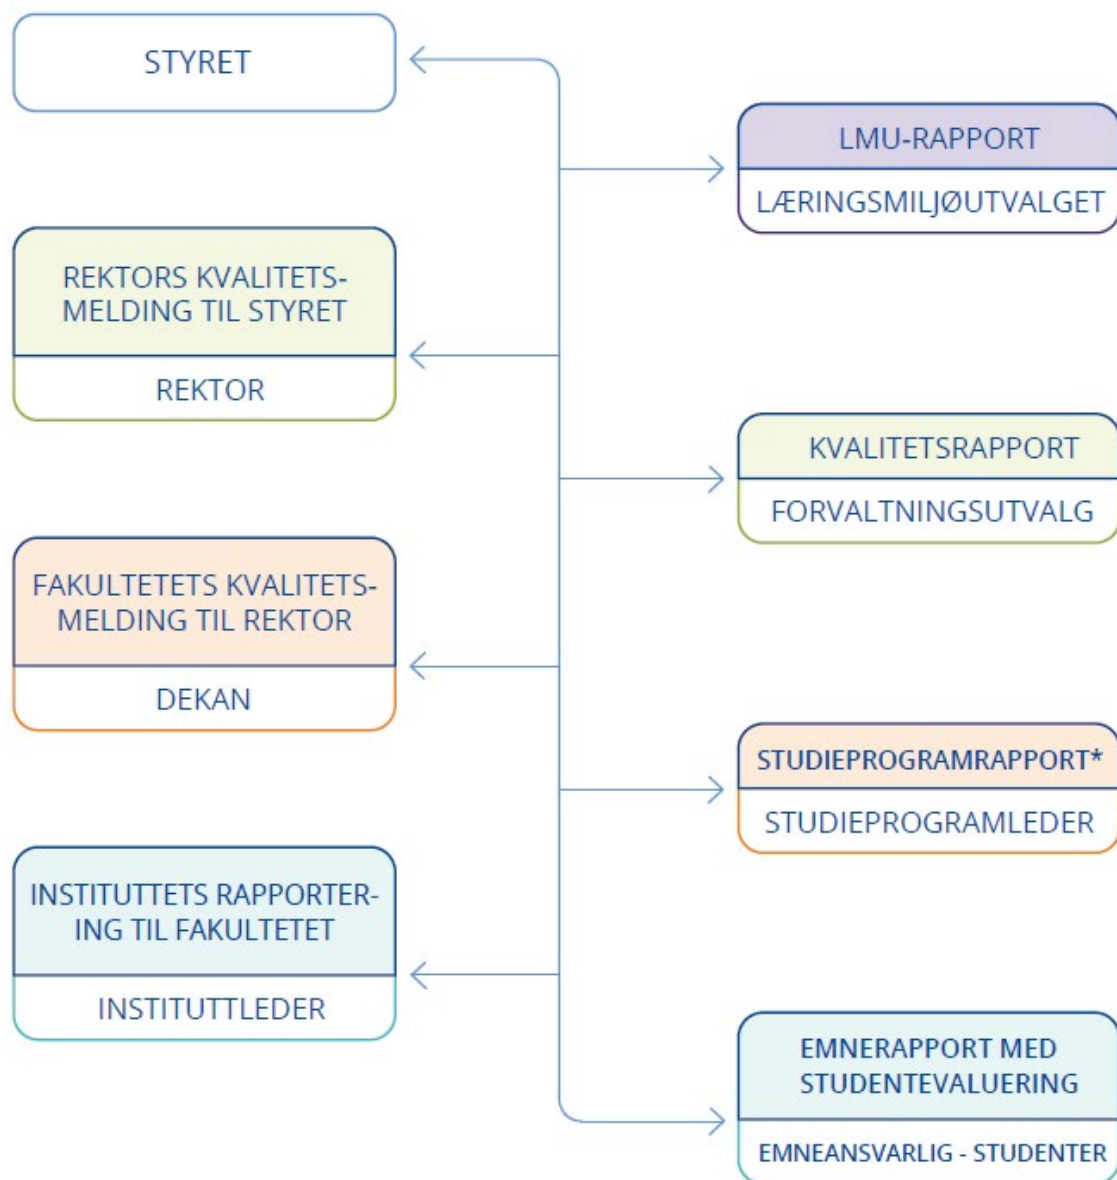 STYRET
LMU-RAPPORT
LÆRINGSMILJØUTVALGET
REKTORS KVALITETS-
MELDING TIL STYRET
REKTOR
KVALITETSRAPPORT
FORVALTNINGSUTVALG
FAKULTETETS KVALITETS-
MELDING TIL REKTOR
DEKAN
STUDIEPROGRAMRAPPORT*
STUDIEPROGRAMLEDER
INSTITUTTETS RAPPORTER-
ING TIL FAKULTETET
INSTITUTTLEDER
EMNERAPPORT MED
STUDENTEVALUERING
EMNEANSVARLIG - STUDENTER